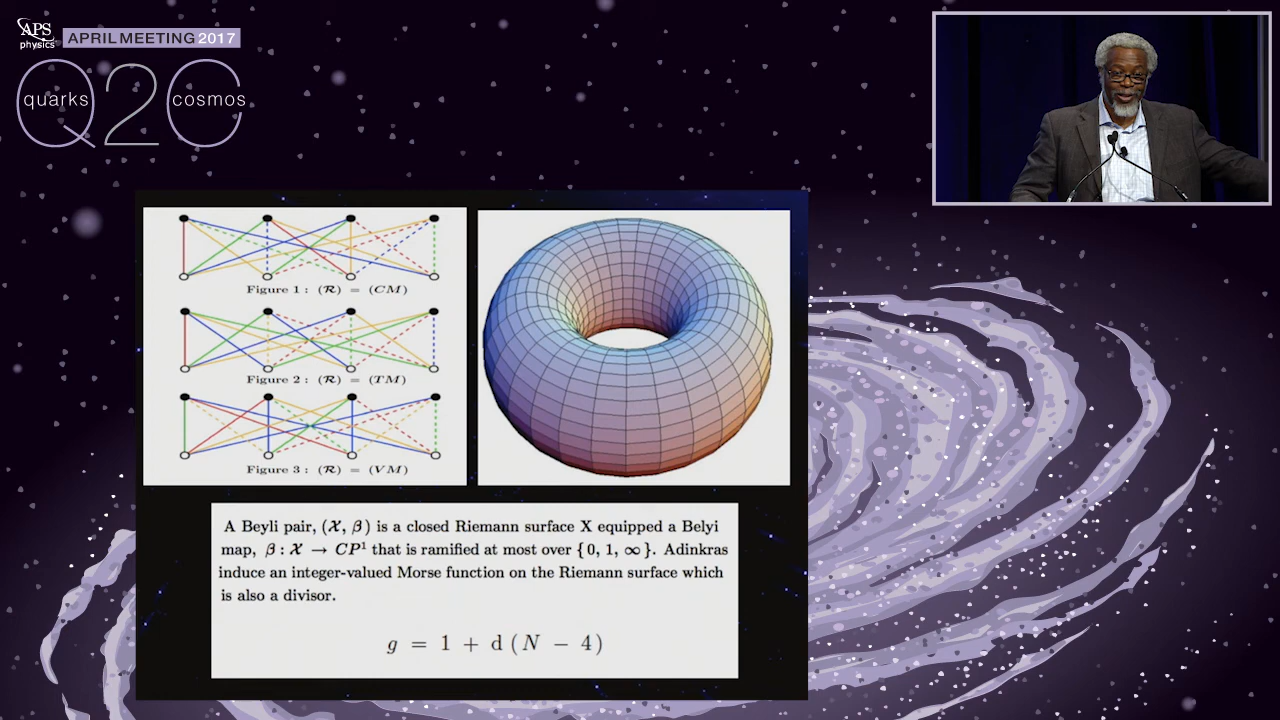 APS
physics
APRIL MEETING 2017
Q2C
quarks
cosmos
Figure 1 : (ℛ) = (CM)
Figure 2 : (ℛ) = (TM)
Figure 3 : (ℛ) = (VM)
A Beyli pair, (𝒳, β) is a closed Riemann surface X equipped a Belyi
map, β : 𝒳 → CP¹ that is ramified at most over {0, 1, ∞}. Adinkras
induce an integer-valued Morse function on the Riemann surface which
is also a divisor.
g = 1 + d ( N − 4 )